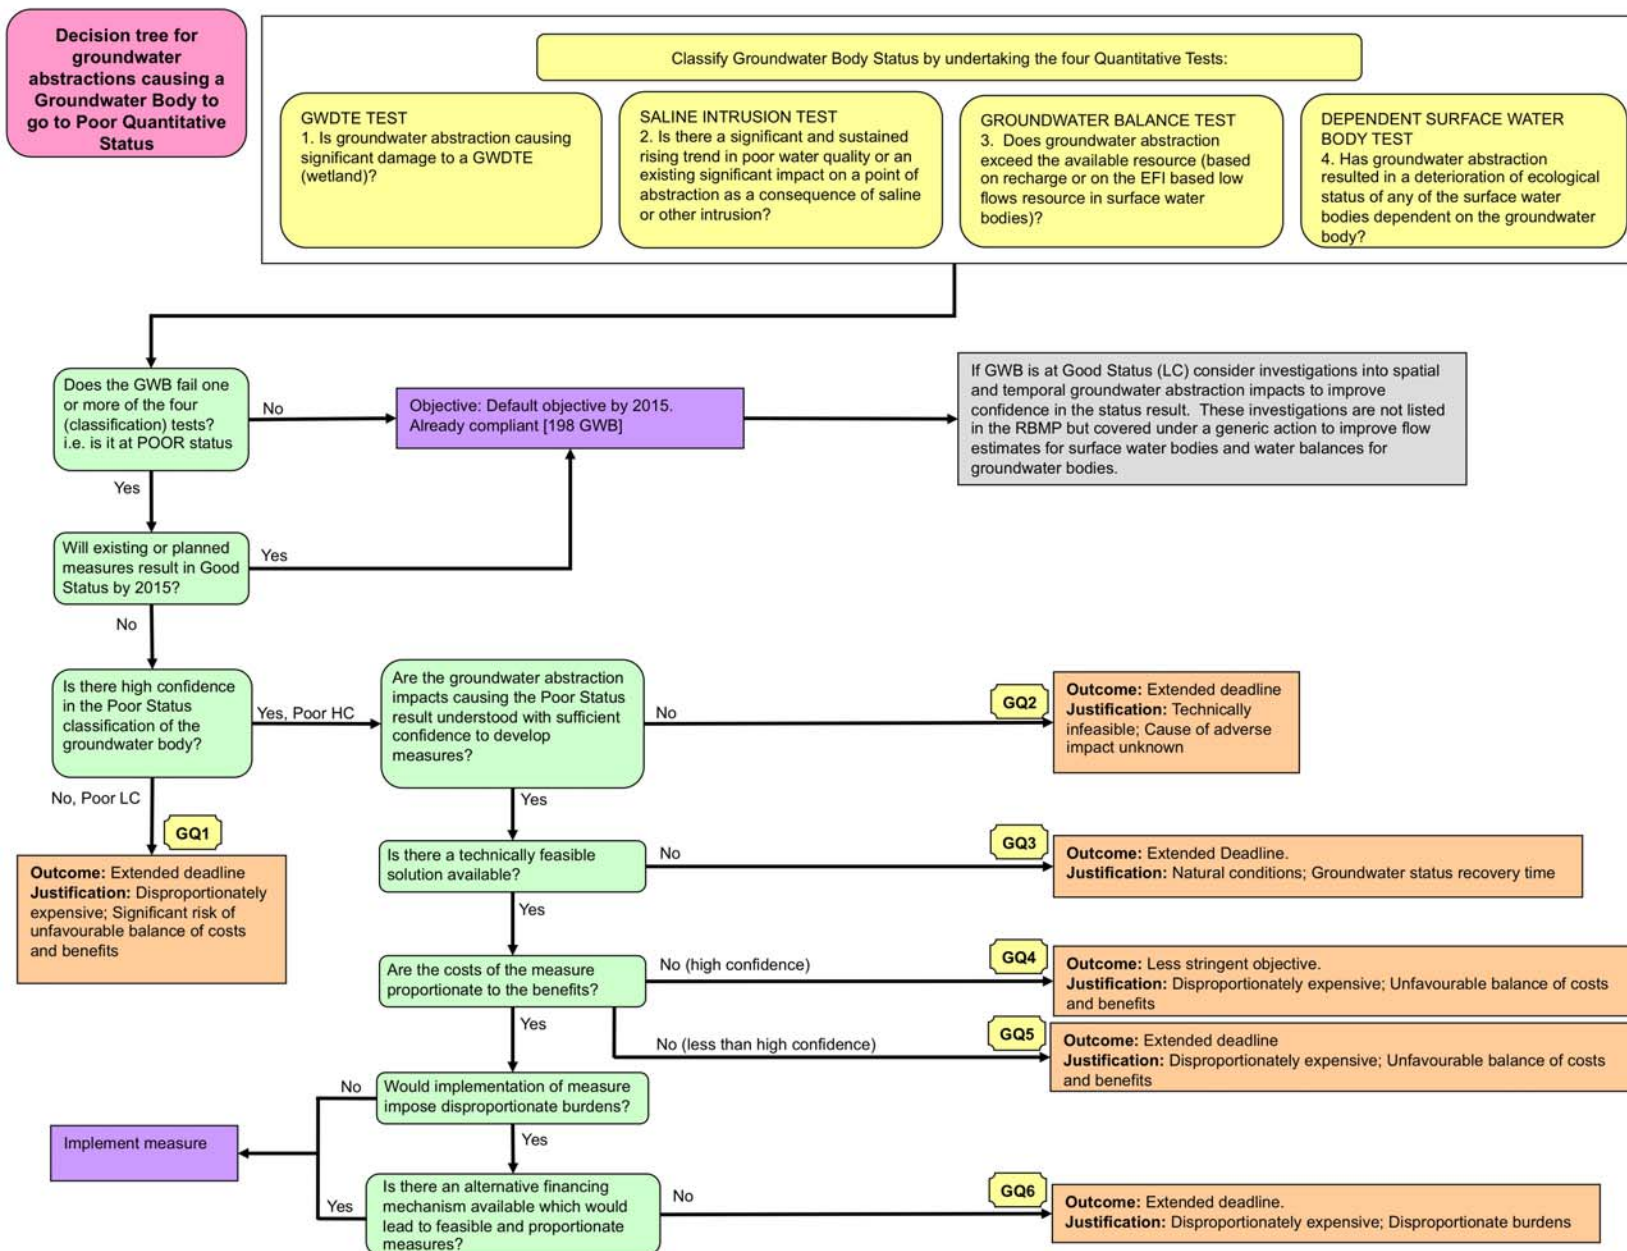 Decision tree for
groundwater
abstractions causing a
Groundwater Body to
go to Poor Quantitative
Status
Classify Groundwater Body Status by undertaking the four Quantitative Tests:
GWDTE TEST
1. Is groundwater abstraction causing
significant damage to a GWDTE
(wetland)?
SALINE INTRUSION TEST
2. Is there a significant and sustained
rising trend in poor water quality or an
existing significant impact on a point of
abstraction as a consequence of saline
or other intrusion?
GROUNDWATER BALANCE TEST
3. Does groundwater abstraction
exceed the available resource (based
on recharge or on the EFI based low
flows resource in surface water
bodies)?
DEPENDENT SURFACE WATER
BODY TEST
4. Has groundwater abstraction
resulted in a deterioration of ecological
status of any of the surface water
bodies dependent on the groundwater
body?
Does the GWB fail one
or more of the four
(classification) tests?
i.e. is it at POOR status
No
Objective: Default objective by 2015.
Already compliant [198 GWB]
If GWB is at Good Status (LC) consider investigations into spatial
and temporal groundwater abstraction impacts to improve
confidence in the status result. These investigations are not listed
in the RBMP but covered under a generic action to improve flow
estimates for surface water bodies and water balances for
groundwater bodies.
Yes
Will existing or planned
measures result in Good
Status by 2015?
Yes
No
Is there high confidence
in the Poor Status
classification of the
groundwater body?
Yes, Poor HC
Are the groundwater abstraction
impacts causing the Poor Status
result understood with sufficient
confidence to develop
measures?
No
GQ2
Outcome: Extended deadline
Justification: Technically
infeasible; Cause of adverse
impact unknown
No, Poor LC
GQ1
Outcome: Extended deadline
Justification: Disproportionately
expensive; Significant risk of
unfavourable balance of costs
and benefits
Yes
Is there a technically feasible
solution available?
No
GQ3
Outcome: Extended Deadline.
Justification: Natural conditions; Groundwater status recovery time
Yes
Are the costs of the measure
proportionate to the benefits?
No (high confidence)
GQ4
Outcome: Less stringent objective.
Justification: Disproportionately expensive; Unfavourable balance of costs
and benefits
Yes
No (less than high confidence)
GQ5
Outcome: Extended deadline
Justification: Disproportionately expensive; Unfavourable balance of costs
and benefits
Would implementation of measure
impose disproportionate burdens?
No
Implement measure
Yes
Is there an alternative financing
mechanism available which would
lead to feasible and proportionate
measures?
Yes
No
GQ6
Outcome: Extended deadline.
Justification: Disproportionately expensive; Disproportionate burdens